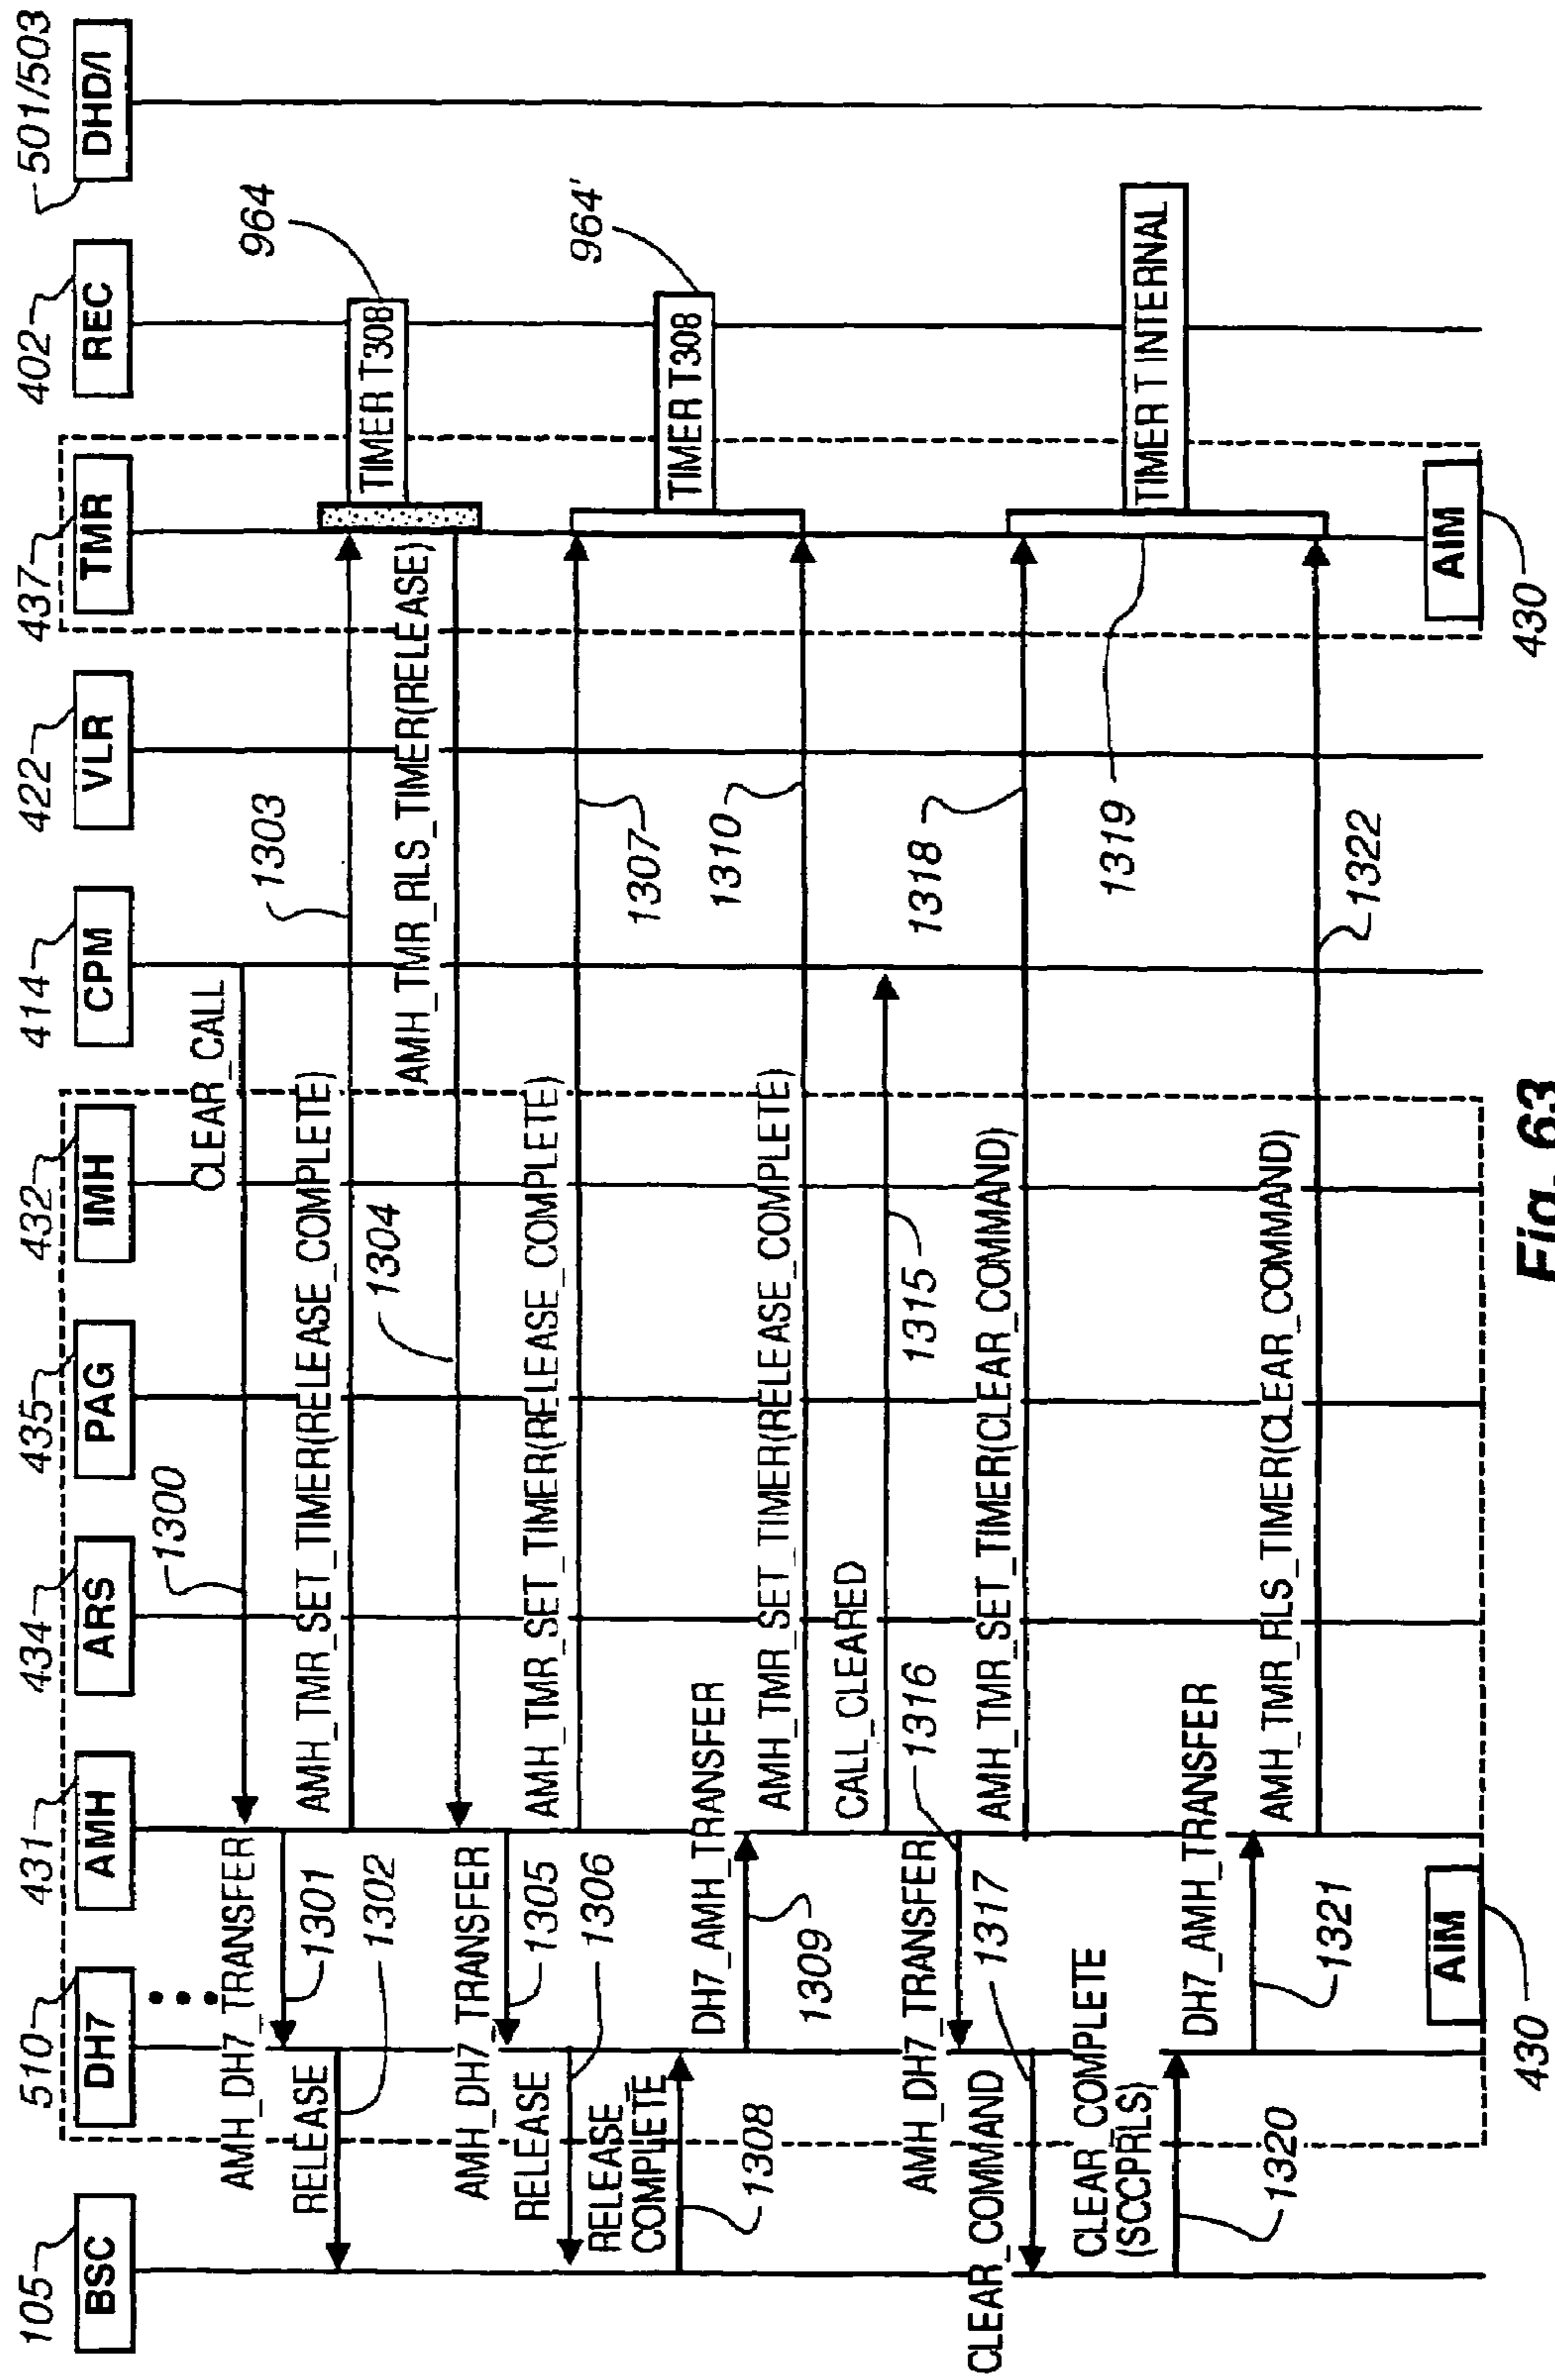 105
510
431
434
435
432
414
422
437
402
501/503
BSC
DH7
AMH
ARS
PAG
IMH
CPM
VLR
TMR
REC
DHD/I
1300
CLEAR_CALL
AMH_DH7_TRANSFER
1301
RELEASE
1302
AMH_TMR_SET_TIMER(RELEASE_COMPLETE)
1303
TIMER T308
964
1304
AMH_TMR_RLS_TIMER(RELEASE)
AMH_DH7_TRANSFER
1305
RELEASE
1306
AMH_TMR_SET_TIMER(RELEASE_COMPLETE)
1307
TIMER T308
964'
RELEASE_
COMPLETE
1308
DH7_AMH_TRANSFER
1309
AMH_TMR_SET_TIMER(RELEASE_COMPLETE)
1310
CALL_CLEARED
1315
AMH_DH7_TRANSFER
1316
CLEAR_COMMAND
1317
AMH_TMR_SET_TIMER(CLEAR_COMMAND)
1318
1319
TIMER T INTERNAL
CLEAR_COMPLETE
(SCCPRLS)
1320
DH7_AMH_TRANSFER
1321
AMH_TMR_RLS_TIMER(CLEAR_COMMAND)
1322
AIM
430
AIM
430
Fig. 63